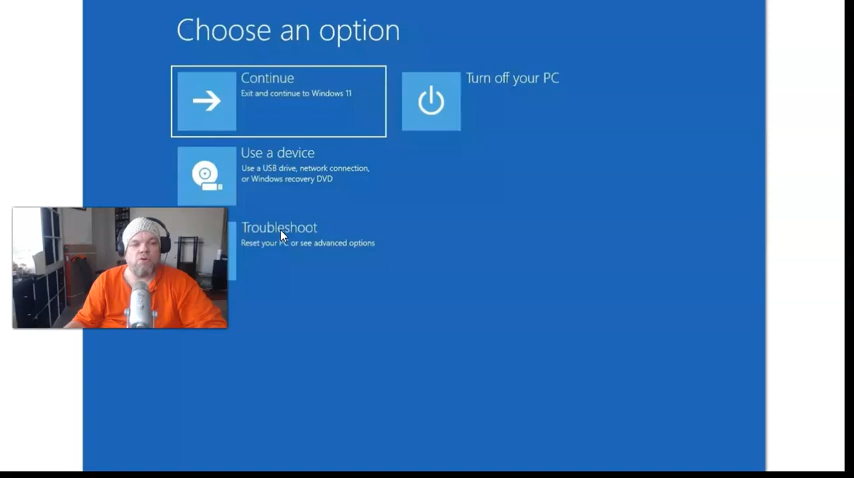 Choose an option
Continue
Exit and continue to Windows 11
Turn off your PC
Use a device
Use a USB drive, network connection,
or Windows recovery DVD
Troubleshoot
Reset your PC or see advanced options